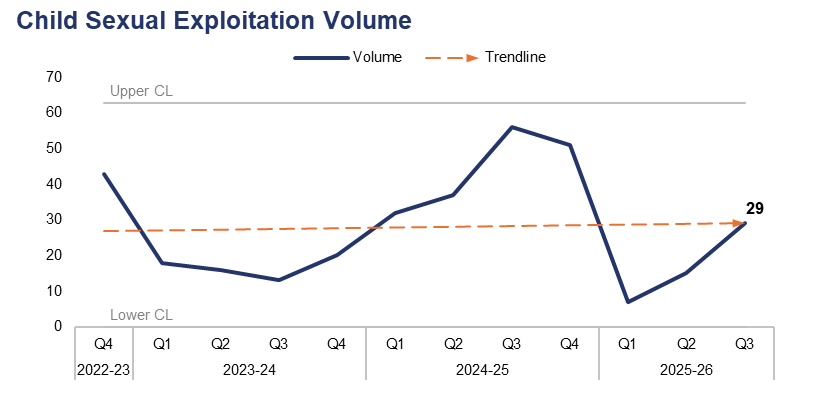 Child Sexual Exploitation Volume
Volume Trendline
70
Upper CL
60
50
40
30
29
20
10
Lower CL
0
Q4 Q1 Q2 Q3 Q4 Q1 Q2 Q3 Q4 Q1 Q2 Q3
2022-23 2023-24 2024-25 2025-26